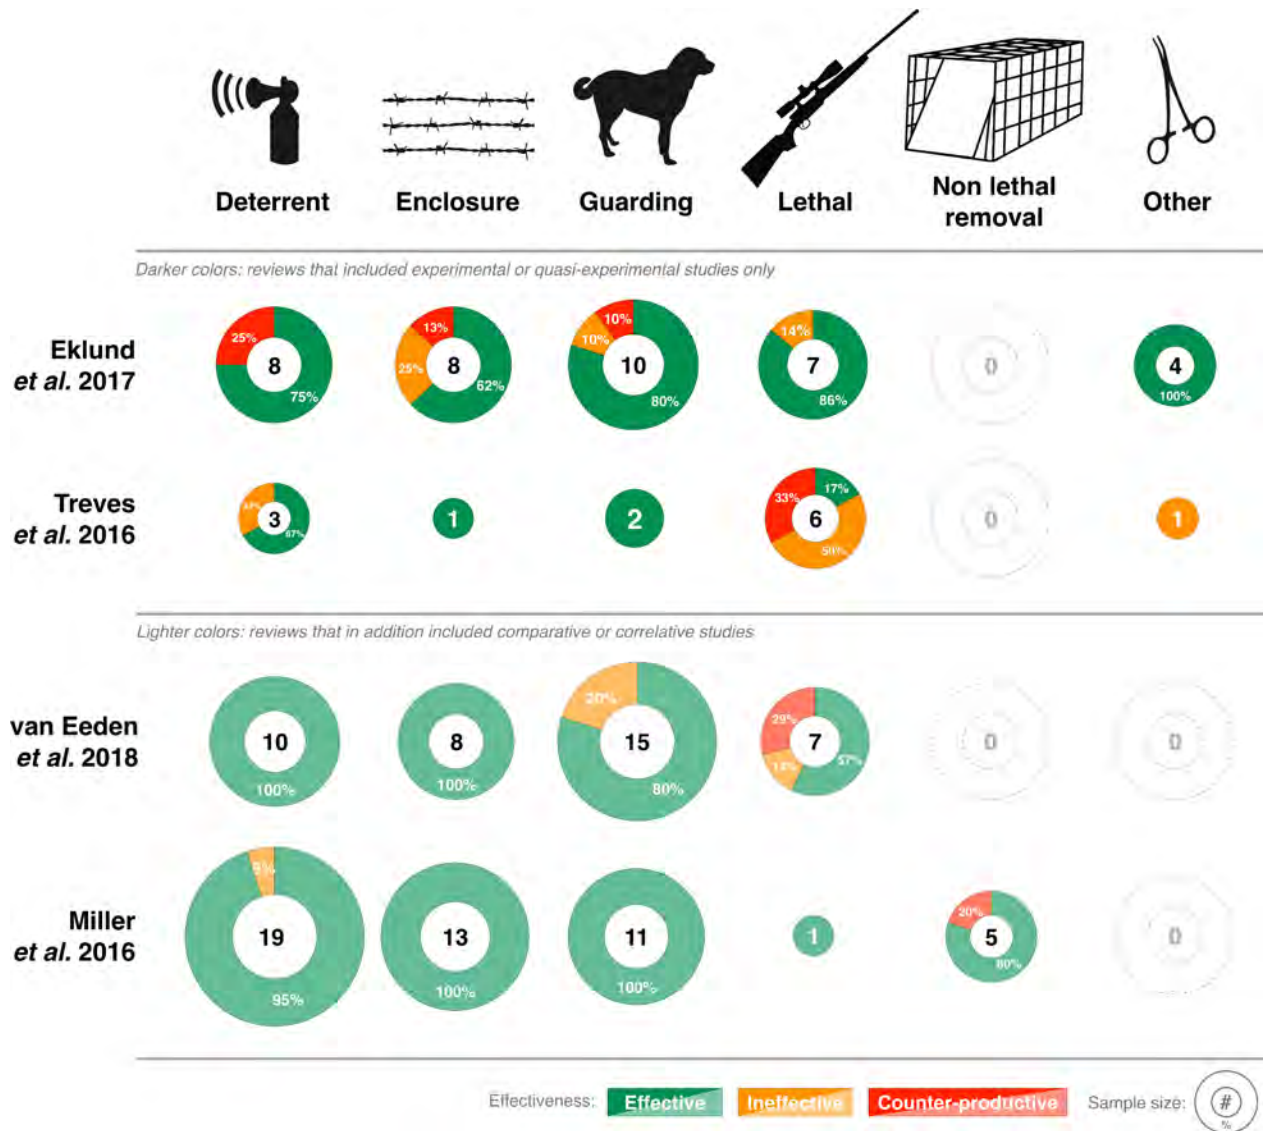 Deterrent
Enclosure
Guarding
Lethal
Non lethal
removal
Other
Darker colors: reviews that included experimental or quasi-experimental studies only
Eklund
et al. 2017
25%
8
75%
13%
25%
8
62%
10%
10%
10
80%
14%
7
86%
0
4
100%
Treves
et al. 2016
3
67%
1
2
33%
17%
6
50%
0
1
Lighter colors: reviews that in addition included comparative or correlative studies
van Eeden
et al. 2018
10
100%
8
100%
20%
15
80%
29%
7
14%
57%
0
0
Miller
et al. 2016
19
95%
13
100%
11
100%
1
20%
5
80%
0
Effectiveness:
Effective
Ineffective
Counter-productive
Sample size:
#
%